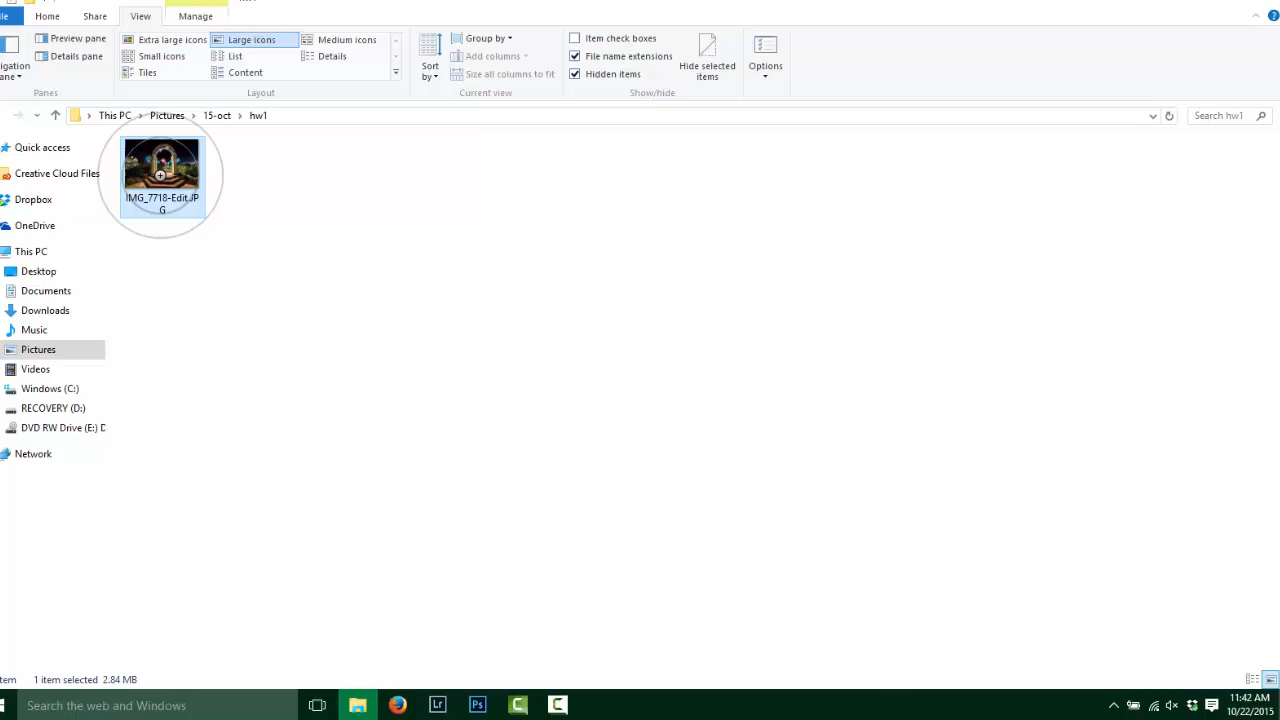 Home Share View Manage
Preview pane
Details pane
Panes
Extra large icons Large icons Medium icons
Small icons List Details
Tiles Content
Layout
Sort by
Group by
Add columns
Size all columns to fit
Current view
Item check boxes
File name extensions
Hidden items
Hide selected items
Show/hide
Options
This PC Pictures 15-oct hw1
Search hw1
IMG_7718-Edit.JP
G
Quick access
Creative Cloud Files
Dropbox
OneDrive
This PC
Desktop
Documents
Downloads
Music
Pictures
Videos
Windows (C:)
RECOVERY (D:)
DVD RW Drive (E:) D
Network
1 item selected 2.84 MB
Search the web and Windows
Lr Ps C C
11:42 AM
10/22/2015